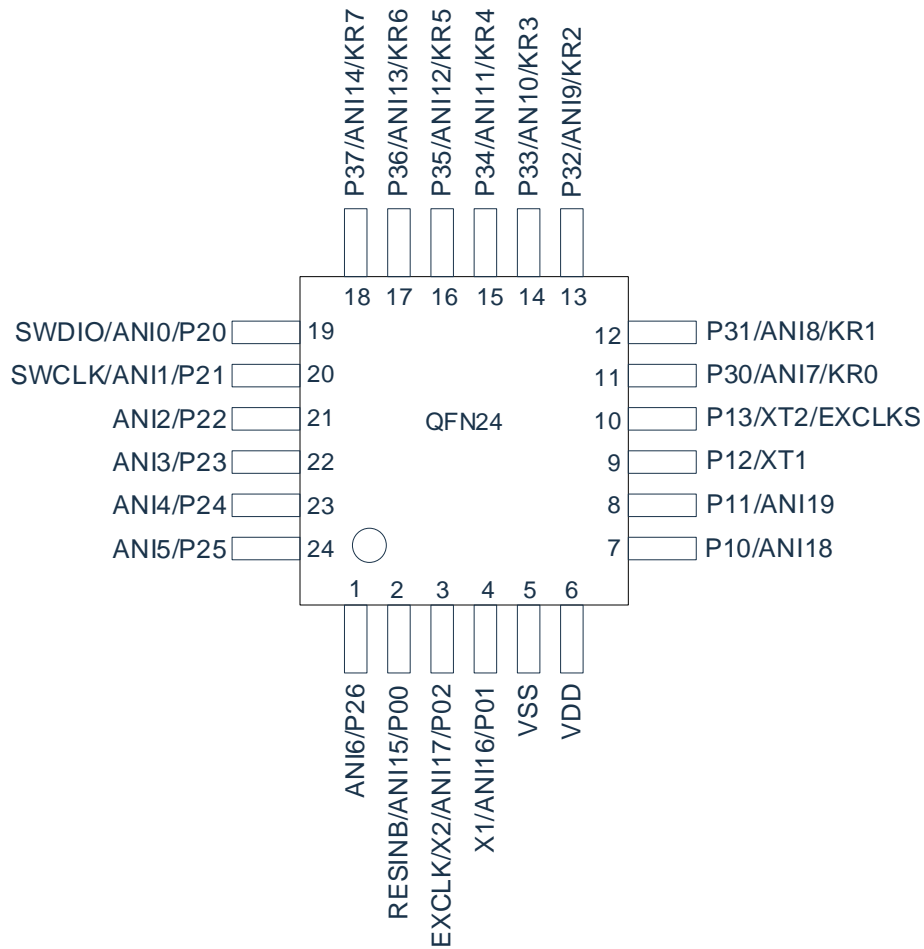 P37/ANI14/KR7
P36/ANI13/KR6
P35/ANI12/KR5
P34/ANI11/KR4
P33/AN10/KR3
P32/ANI9/KR2
18
17
16
15
14
13
SWDIO/ANI0/P20
19
SWCLK/ANI1/P21
20
ANI2/P22
21
ANI3/P23
22
ANI4/P24
23
ANI5/P25
24
QFN24
12
P31/ANI8/KR1
11
P30/ANI7/KR0
10
P13/XT2/EXCLKS
9
P12/XT1
8
P11/ANI19
7
P10/ANI18
1
2
3
4
5
6
ANI6/P26
RESINB/ANI15/P00
EXCLK/X2/ANI17/P02
X1/ANI16/P01
VSS
VDD